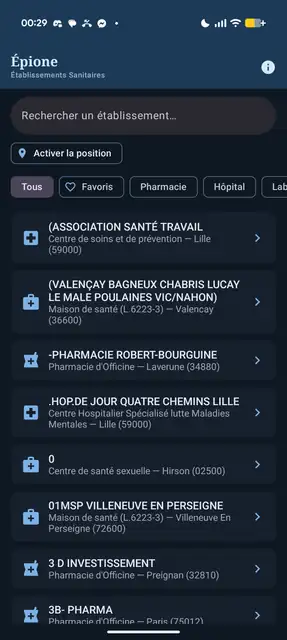 00:29
Épione
Établissements Sanitaires
Rechercher un établissement...
Activer la position
Tous
Favoris
Pharmacie
Hôpital
Lab
(ASSOCIATION SANTÉ TRAVAIL
Centre de soins et de prévention — Lille
(59000)
(VALENÇAY BAGNEUX CHABRIS LUCAY
LE MALE POULAINES VIC/NAHON)
Maison de santé (L.6223-3) — Valencay
(36600)
-PHARMACIE ROBERT-BOURGUINE
Pharmacie d'Officine — Laverune (34880)
.HOP.DE JOUR QUATRE CHEMINS LILLE
Centre Hospitalier Spécialisé lutte Maladies
Mentales — Lille (59000)
0
Centre de santé sexuelle — Hirson (02500)
01MSP VILLENEUVE EN PERSEIGNE
Maison de santé (L.6223-3) — Villeneuve En
Perseigne (72600)
3 D INVESTISSEMENT
Pharmacie d'Officine — Preignan (32810)
3B- PHARMA
Pharmacie d'Officine — Paris (75012)